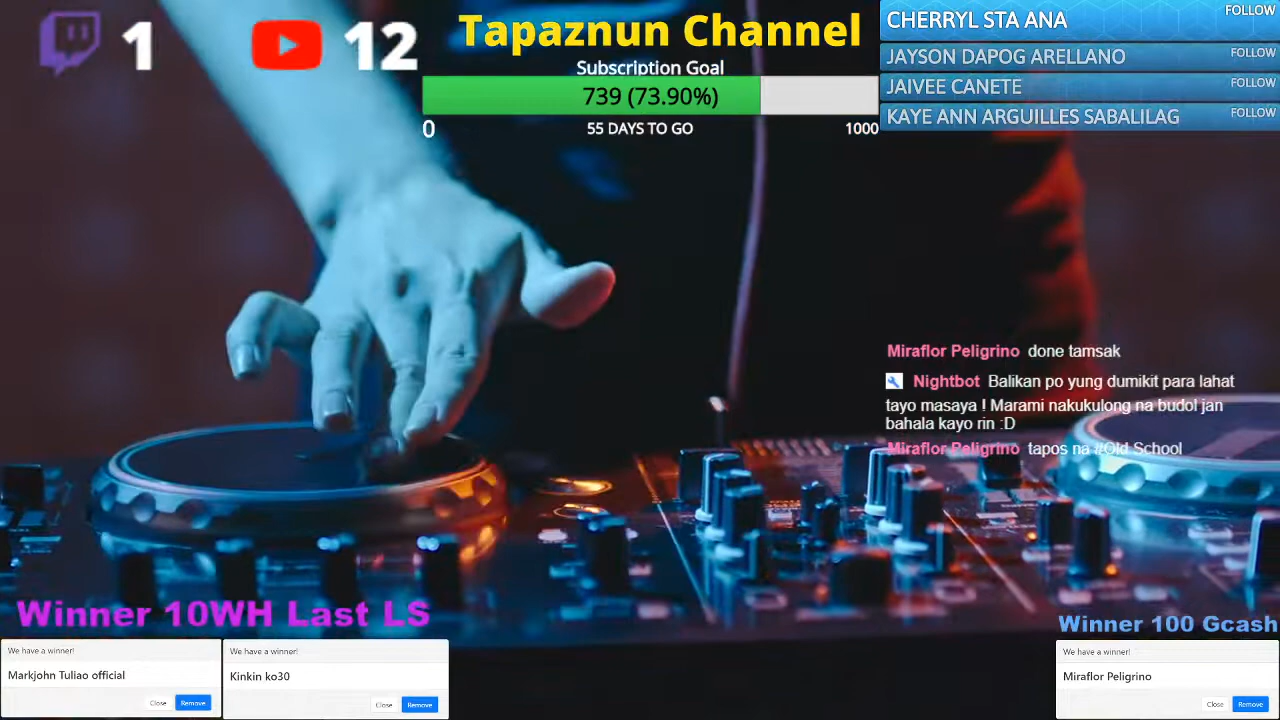 1
12
Tapaznun Channel
Subscription Goal
739 (73.90%)
0
55 DAYS TO GO
1000
CHERRYL STA ANA
FOLLOW
JAYSON DAPOG ARELLANO
FOLLOW
JAIVEE CANETE
FOLLOW
KAYE ANN ARGUILLES SABALILAG
FOLLOW
Miraflor Peligrino done tamsak
Nightbot Balikan po yung dumikit para lahat
tayo masaya ! Marami nakukulong na budol jan
bahala kayo rin :D
Miraflor Peligrino tapos na #Old School
Winner 10WH Last LS
We have a winner!
Markjohn Tuliao official
Close
Remove
We have a winner!
Kinkin ko30
Close
Remove
Winner 100 Gcash
We have a winner!
Miraflor Peligrino
Close
Remove